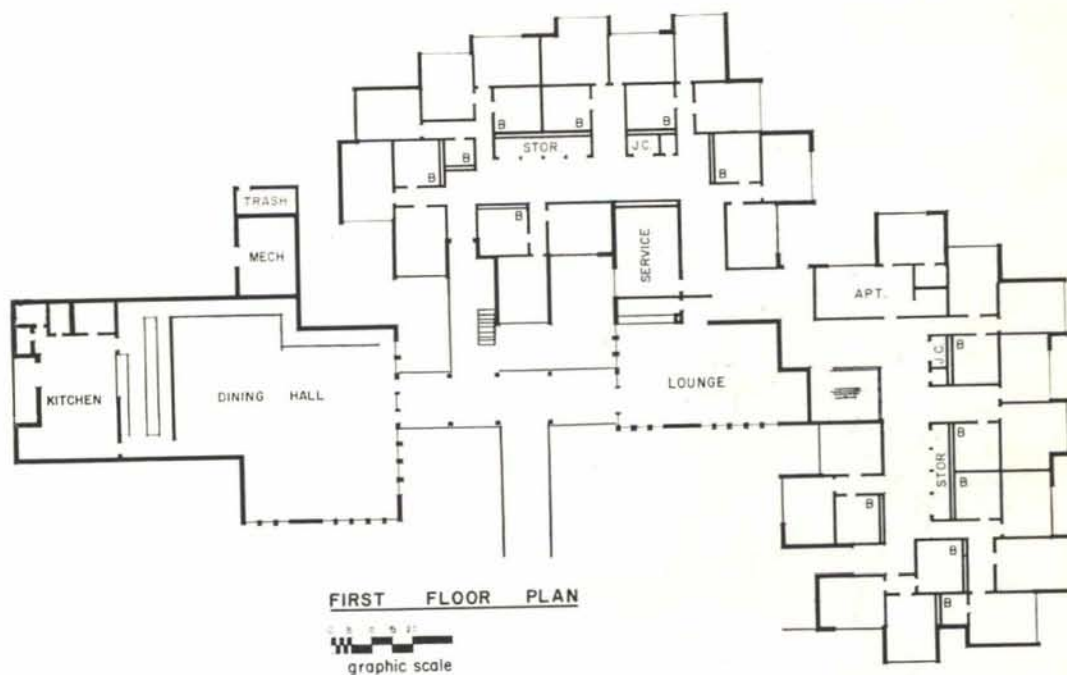 B
B
B
STOR.
J.C.
B
B
B
TRASH
B
MECH
SERVICE
APT.
J.C.
B
LOUNGE
KITCHEN
DINING HALL
B
STOR
B
B
B
B
FIRST FLOOR PLAN
graphic scale